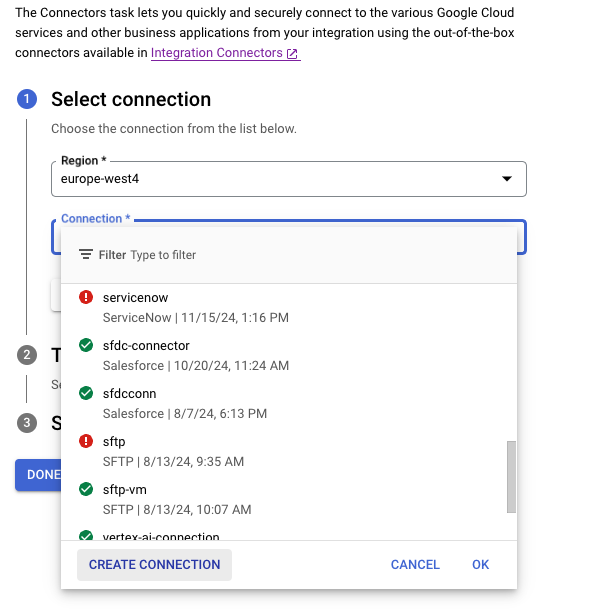 The Connectors task lets you quickly and securely connect to the various Google Cloud
services and other business applications from your integration using the out-of-the-box
connectors available in Integration Connectors
1 Select connection
Choose the connection from the list below.
Region *
europe-west4
Connection *
Filter Type to filter
servicenow
ServiceNow | 11/15/24, 1:16 PM
sfdc-connector
Salesforce | 10/20/24, 11:24 AM
sfdcconn
Salesforce | 8/7/24, 6:13 PM
sftp
SFTP | 8/13/24, 9:35 AM
sftp-vm
SFTP | 8/13/24, 10:07 AM
vertex-ai-connection
2 T
3 S
DONE
CREATE CONNECTION
CANCEL
OK